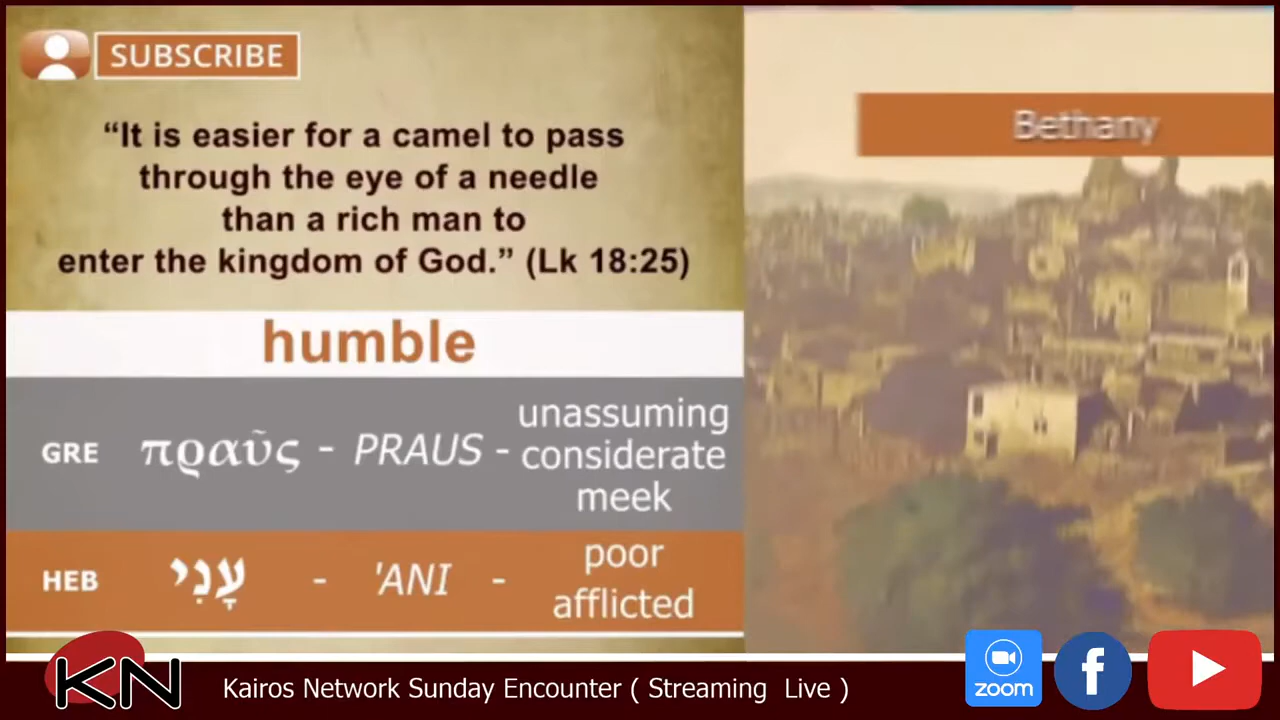 SUBSCRIBE
“It is easier for a camel to pass
through the eye of a needle
than a rich man to
enter the kingdom of God.” (Lk 18:25)
humble
GRE πραῧς - PRAUS - unassuming
considerate
meek
HEB עָנִי - 'ANI - poor
afflicted
Bethany
KN
Kairos Network Sunday Encounter ( Streaming Live )
zoom
f